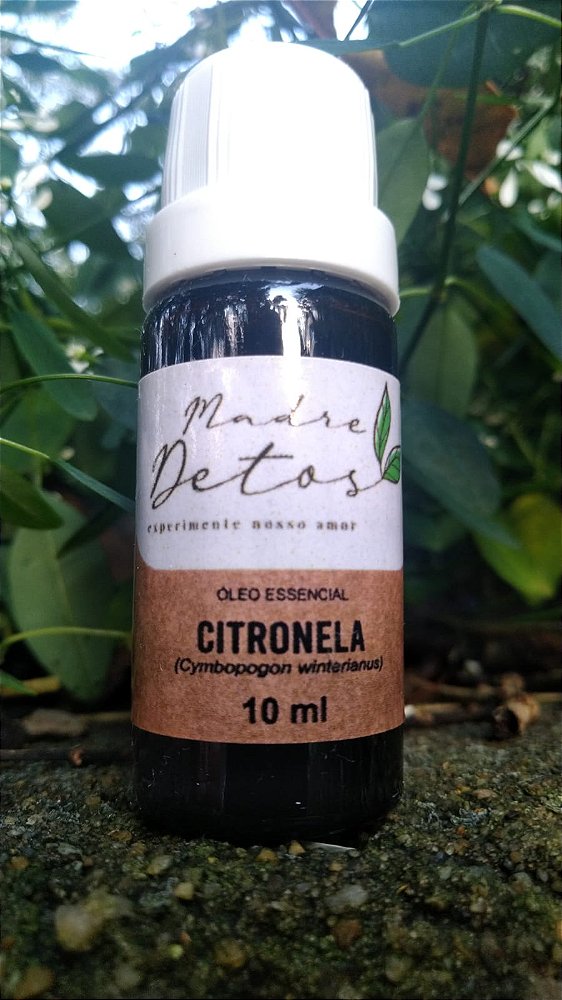 Madre
Detos
experimente nosso amor
ÓLEO ESSENCIAL
CITRONELA
(Cymbopogon winterianus)
10 ml